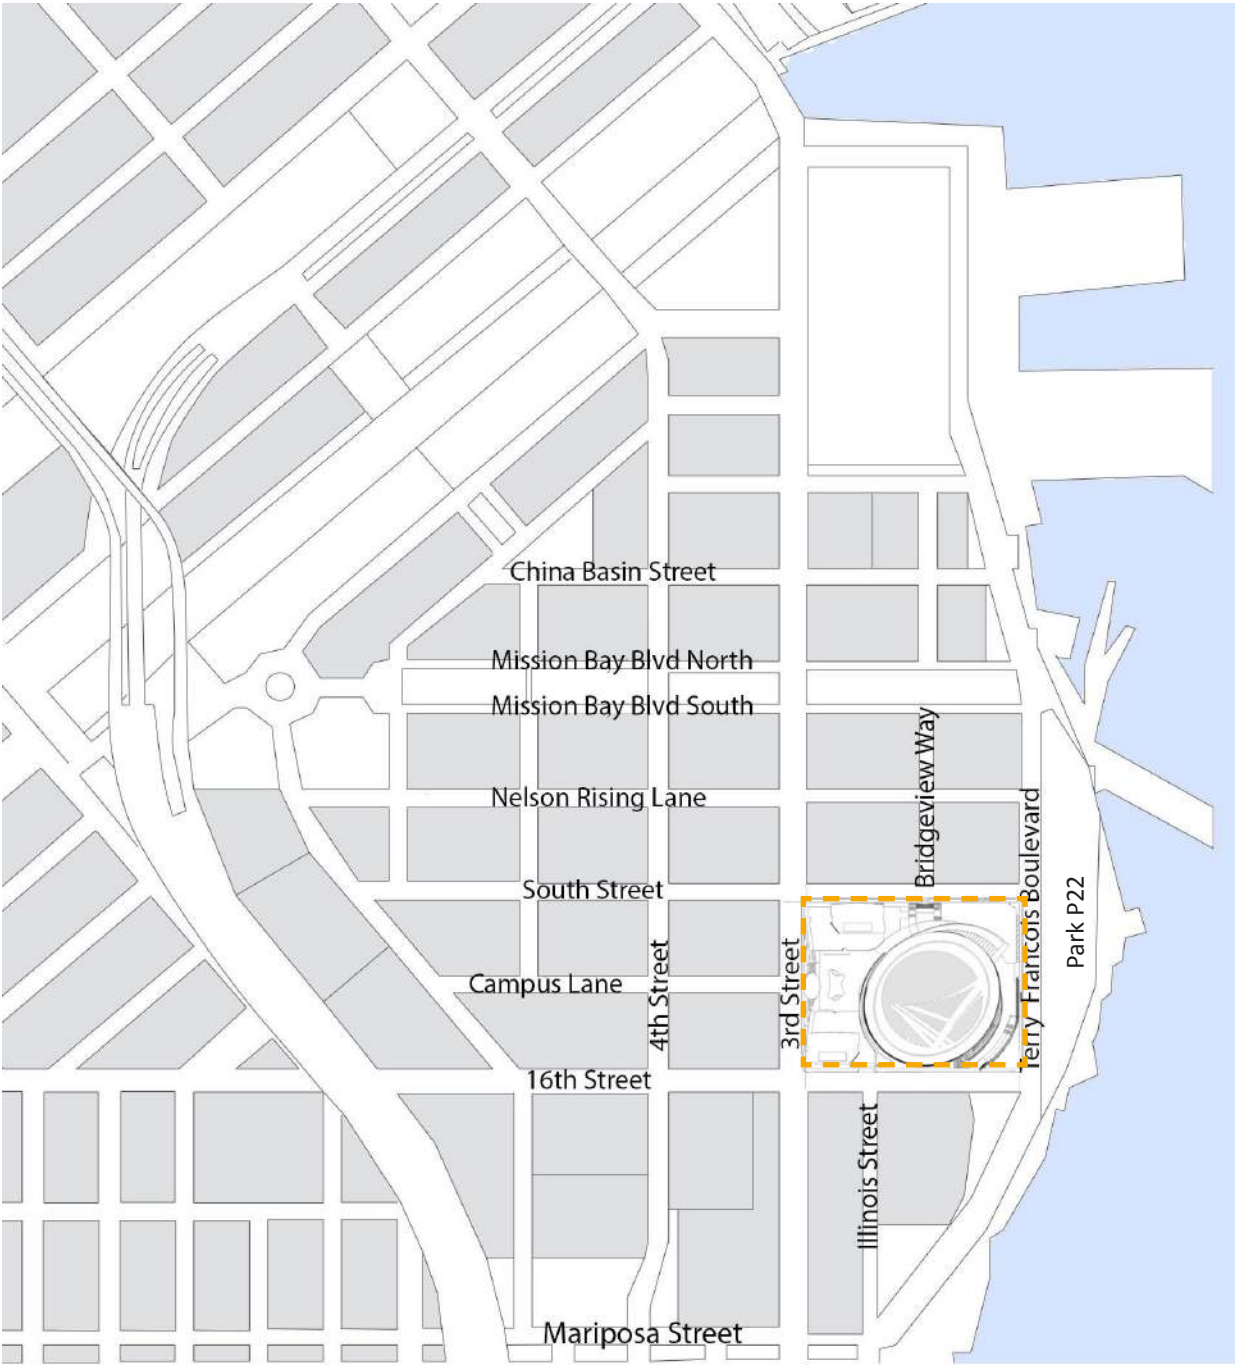 China Basin Street
Mission Bay Blvd North
Mission Bay Blvd South
Bridgeview Way
Nelson Rising Lane
Terry Francois Boulevard
South Street
Park P22
4th Street
3rd Street
Campus Lane
16th Street
Illinois Street
Mariposa Street